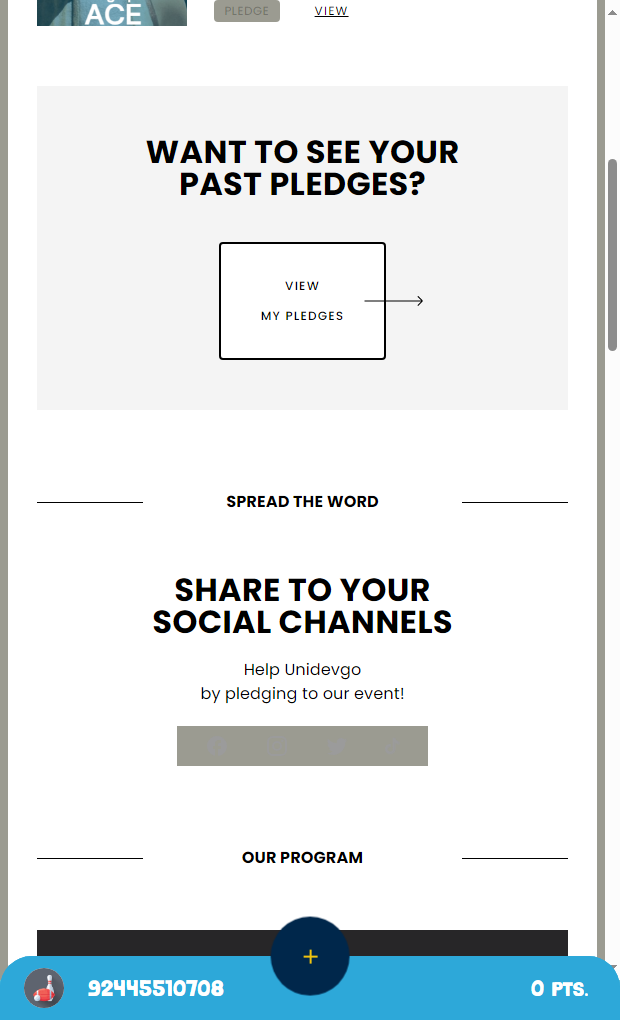 ACE
PLEDGE
VIEW
WANT TO SEE YOUR
PAST PLEDGES?
VIEW
MY PLEDGES
SPREAD THE WORD
SHARE TO YOUR
SOCIAL CHANNELS
Help Unidevgo
by pledging to our event!
OUR PROGRAM
+
92445510708
0 PTS.